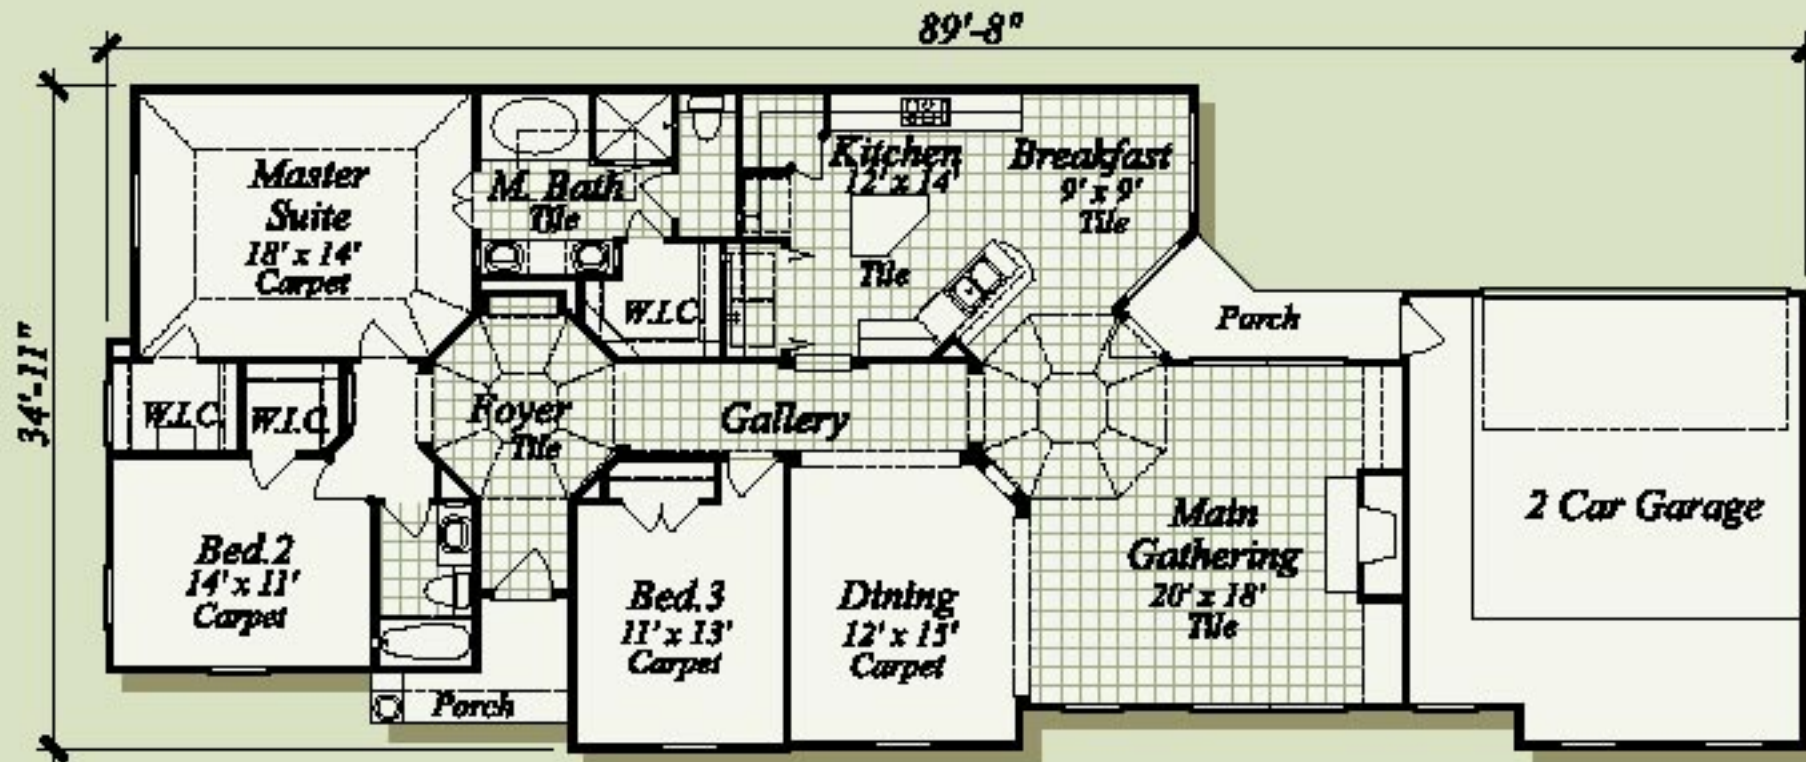 89'-8"
34'-11"
Master
Suite
18' x 14'
Carpet
M. Bath
Tile
Kitchen
12' x 14'
Tile
Breakfast
9' x 9'
Tile
W.I.C.
Porch
W.I.C.
W.I.C.
Foyer
Tile
Gallery
2 Car Garage
Main
Gathering
20' x 18'
Tile
Bed.2
14' x 11'
Carpet
Bed.3
11' x 13'
Carpet
Dining
12' x 15'
Carpet
Porch